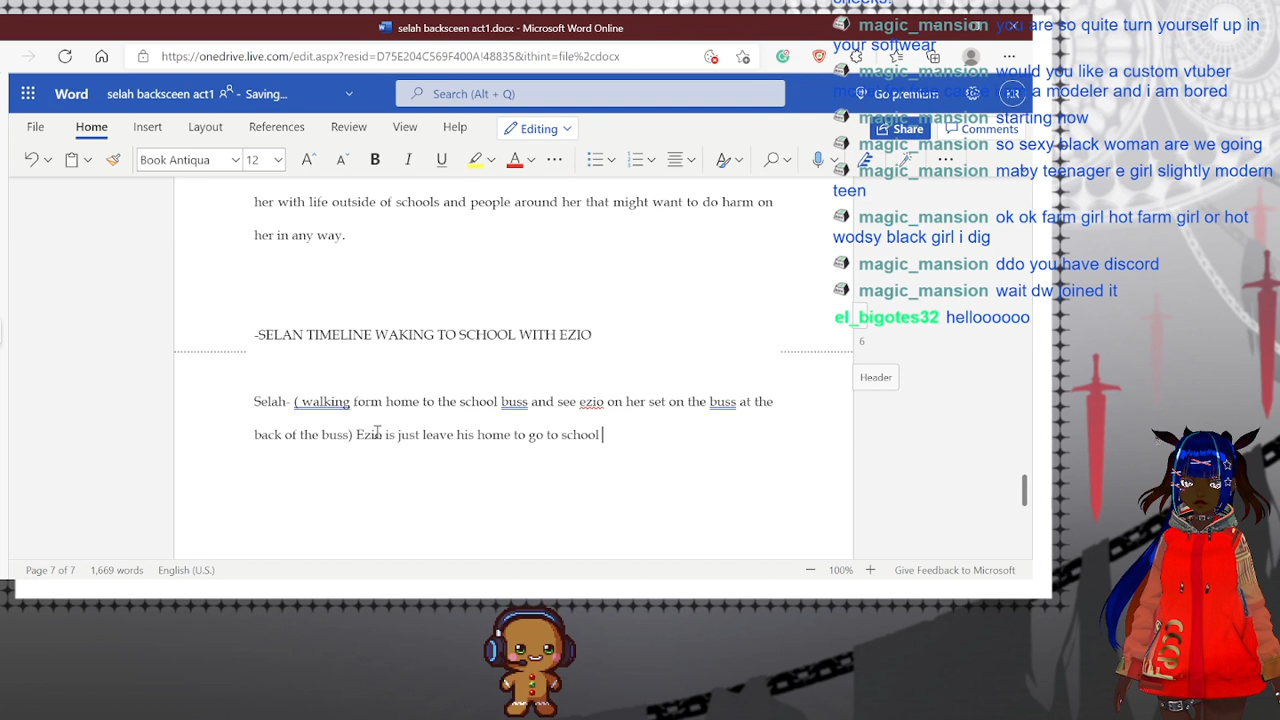 selah backsceen act1.docx - Microsoft Word Online
https://onedrive.live.com/edit.aspx?resid=D75E204C569F400A!48835&ithint=file%2cdocx
Word
selah backsceen act1
- Saving...
Search (Alt + Q)
Go premium
RR
File
Home
Insert
Layout
References
Review
View
Help
Editing
Share
Comments
Book Antiqua
12
B
I
U
her with life outside of schools and people around her that might want to do harm on
her in any way.
-SELAN TIMELINE WAKING TO SCHOOL WITH EZIO
6
Header
Selah- ( walking form home to the school buss and see ezio on her set on the buss at the
back of the buss) Ezio is just leave his home to go to school
Page 7 of 7
1,669 words
English (U.S.)
100%
Give Feedback to Microsoft
cheeks!
magic_mansion you are so quite turn yourself up in
your softwear
magic_mansion would you like a custom vtuber
a modeler and i am bored
magic_mansion starting now
magic_mansion so sexy black woman are we going
magic_mansion maby teenager e girl slightly modern
teen
magic_mansion ok ok farm girl hot farm girl or hot
wodsy black girl i dig
magic_mansion ddo you have discord
magic_mansion wait dw joined it
el_bigotes32 helloooooo
CCCP